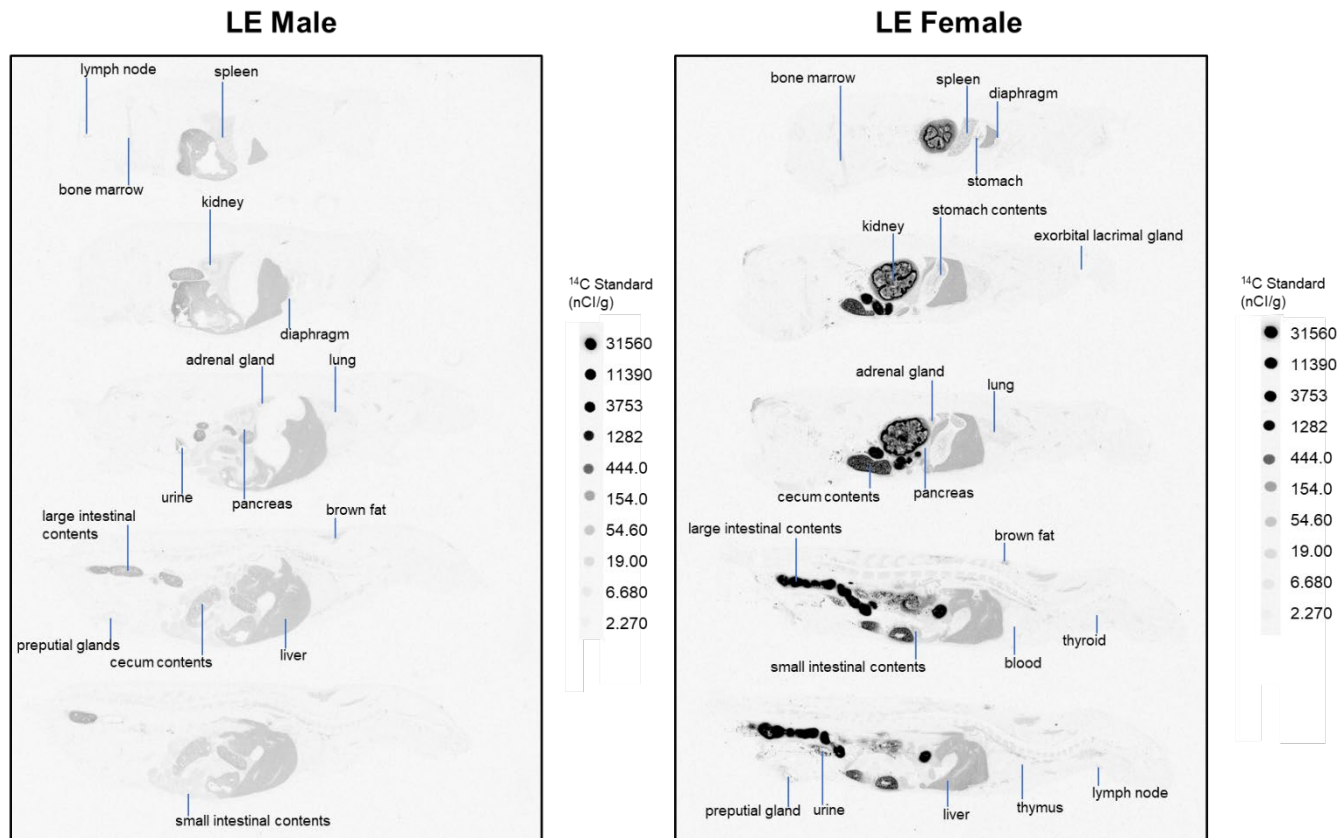 LE Male
LE Female
lymph node
spleen
bone marrow
kidney
diaphragm
adrenal gland
lung
urine
pancreas
large intestinal
contents
brown fat
preputial glands
cecum contents
liver
small intestinal contents
¹⁴C Standard
(nCI/g)
31560
11390
3753
1282
444.0
154.0
54.60
19.00
6.680
2.270
bone marrow
spleen
diaphragm
stomach
kidney
stomach contents
exorbital lacrimal gland
adrenal gland
lung
cecum contents
pancreas
large intestinal contents
brown fat
small intestinal contents
blood
thyroid
preputial gland
urine
liver
thymus
lymph node
¹⁴C Standard
(nCI/g)
31560
11390
3753
1282
444.0
154.0
54.60
19.00
6.680
2.270